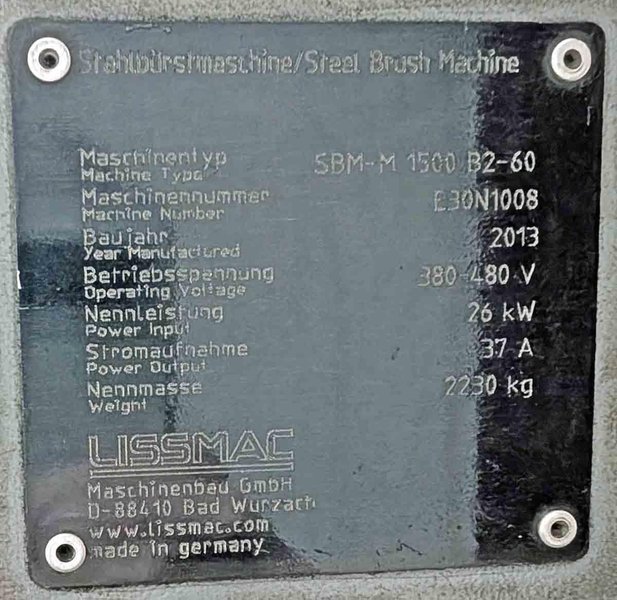 Stahlbürstmaschine/Steel Brush Machine
Maschinentyp SBM-M 1500 B2-60
Machine Type
Maschinennummer E30N1008
Machine Number
Baujahr 2013
Year Manufactured
Betriebsspannung 380-480 V
Operating Voltage
Nennleistung 26 kW
Power Input
Stromaufnahme 37 A
Power Output
Nennmasse 2230 kg
Weight
LISSMAC
Maschinenbau GmbH
D-88410 Bad Wurzach
www.lissmac.com
made in germany